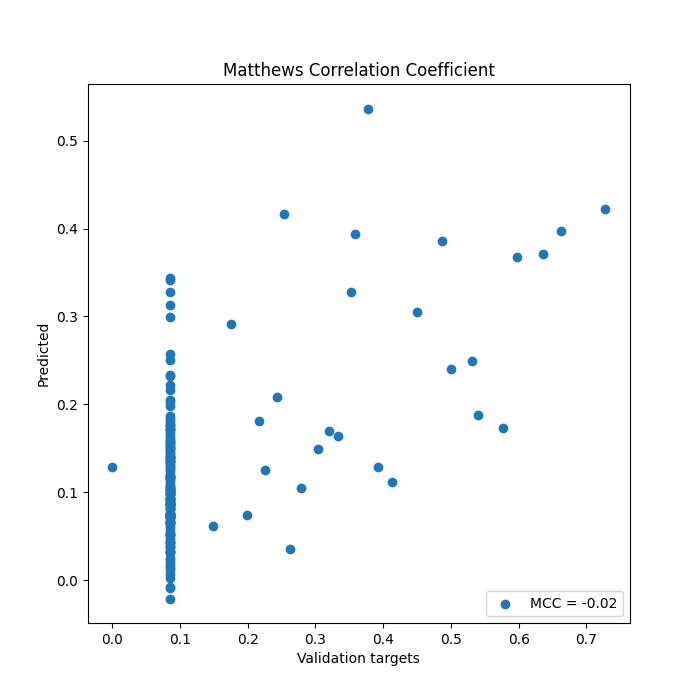 Matthews Correlation Coefficient
Predicted
0.5
0.4
0.3
0.2
0.1
0.0
MCC = -0.02
0.0 0.1 0.2 0.3 0.4 0.5 0.6 0.7
Validation targets